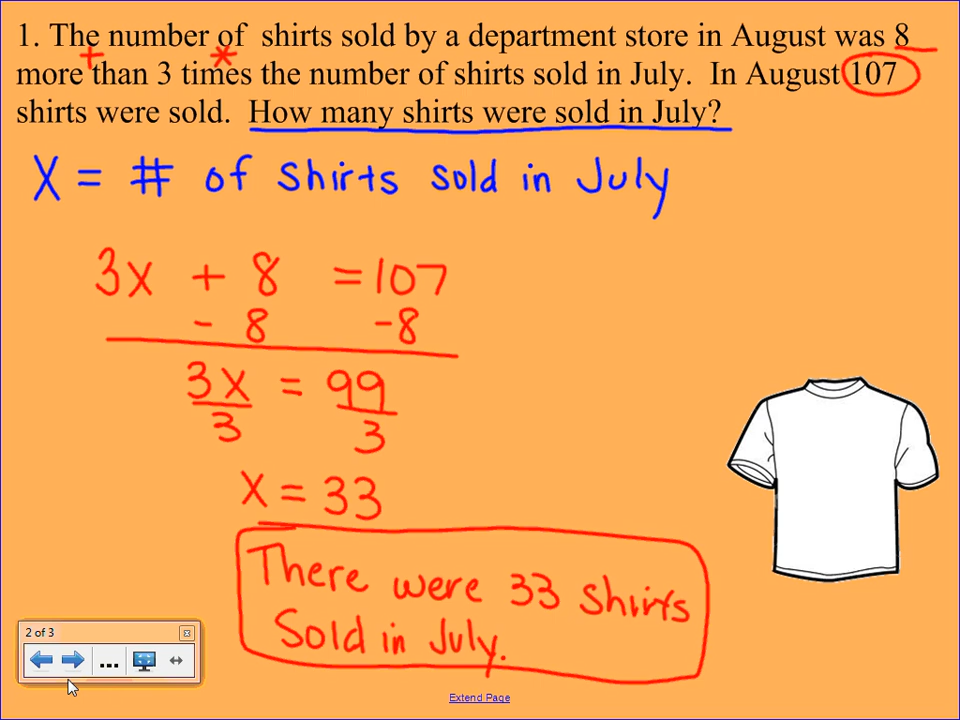 1. The number of shirts sold by a department store in August was 8
+ *
more than 3 times the number of shirts sold in July. In August 107
shirts were sold. How many shirts were sold in July?
X = # of shirts sold in July
3x + 8 = 107
- 8 -8
3x = 99
3 3
x = 33
There were 33 shirts
sold in July.
2 of 3
...
Extend Page